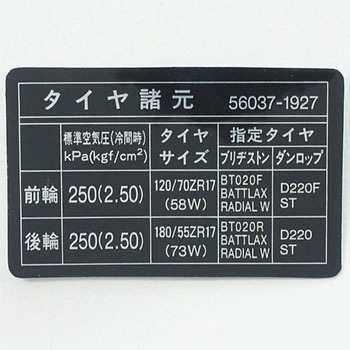 タイヤ諸元 56037-1927
標準空気圧(冷間時) タイヤ 指定タイヤ
kPa(kgf/cm²) サイズ ブリヂストン ダンロップ
前輪 250(2.50) 120/70ZR17 (58W) BT020F BATTLAX RADIAL W D220F ST
後輪 250(2.50) 180/55ZR17 (73W) BT020R BATTLAX RADIAL W D220 ST